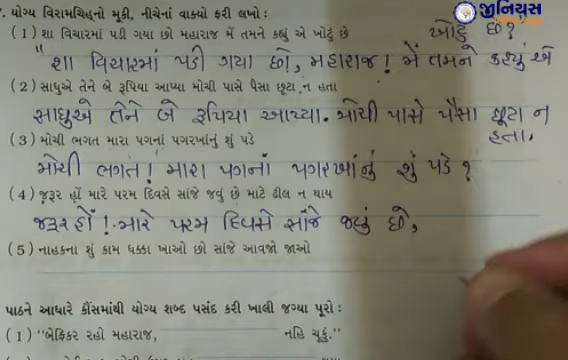 જીનિયસ
. યોગ્ય વિરામચિહ્નો મૂકી, નીચેનાં વાક્યો ફરી લખો :
(1) શા વિચારમાં પડી ગયા છો મહારાજ મેં તમને કહ્યું એ ખોટું છે
ખોટું છે?"
"શા વિચારમાં પડી ગયા છો, મહારાજ! મેં તમને કહ્યું એ
(2) સાધુએ તેને બે રૂપિયા આપ્યા મોચી પાસે પૈસા છૂટા ન હતા
સાધુએ તેને બે રૂપિયા આપ્યા. મોચી પાસે પૈસા છૂટા ન
હતા.
(3) મોચી ભગત મારા પગનાં પગરખાંનું શું પડે
મોચી ભગત! મારા પગનાં પગરખાંનું શું પડે?
(4) જરૂર હોં મારે પરમ દિવસે સાંજે જવું છે માટે ઢીલ ન થાય
જરૂર હોં! મારે પરમ દિવસે સાંજે જવું છે,
(5) નાહકના શું કામ ધક્કા ખાઓ છો સાંજે આવજો જાઓ
પાઠને આધારે કૌંસમાંથી યોગ્ય શબ્દ પસંદ કરી ખાલી જગ્યા પૂરો :
(1) "બેફિકર રહો મહારાજ, ____ નહિ ચૂકું."